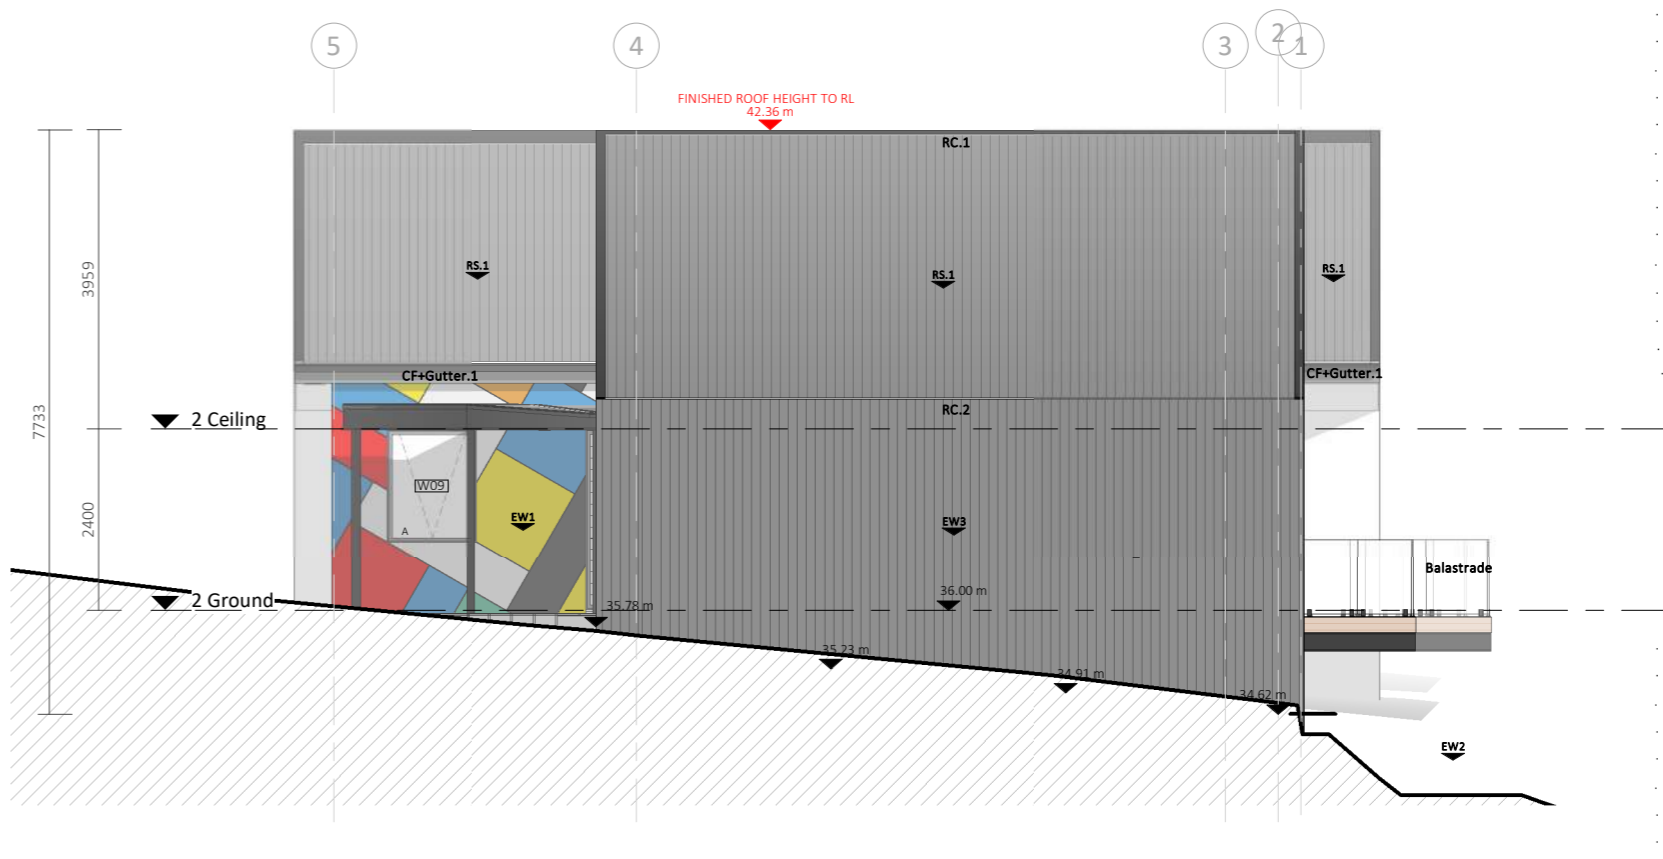 5
4
3
2
1
FINISHED ROOF HEIGHT TO RL
42.36 m
RC.1
3959
RS.1
RS.1
RS.1
CF+Gutter.1
CF+Gutter.1
RC.2
7733
2 Ceiling
W09
A
2400
EW1
EW3
Balastrade
2 Ground
36.00 m
35.78 m
35.23 m
34.91 m
34.62 m
EW2